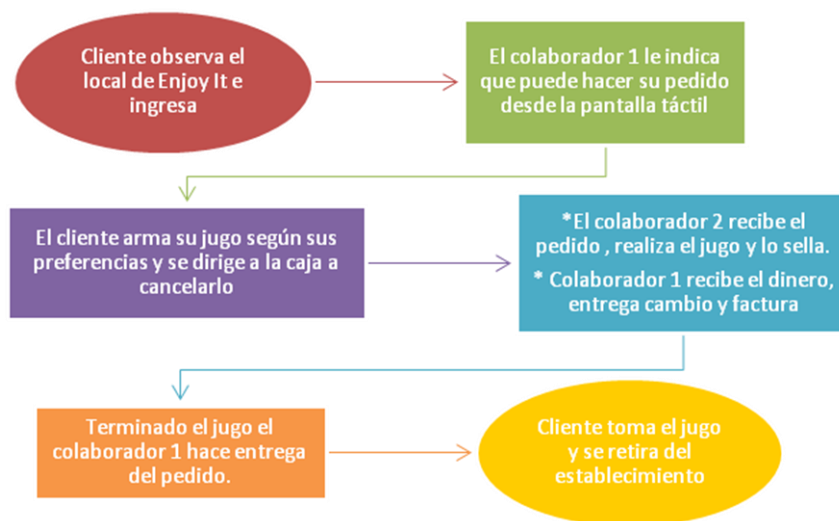 Cliente observa el
local de Enjoy It e
ingresa
El colaborador 1 le indica
que puede hacer su pedido
desde la pantalla táctil
El cliente arma su jugo según sus
preferencias y se dirige a la caja a
cancelarlo
*El colaborador 2 recibe el
pedido , realiza el jugo y lo sella.
* Colaborador 1 recibe el dinero,
entrega cambio y factura
Terminado el jugo el
colaborador 1 hace entrega
del pedido.
Cliente toma el jugo
y se retira del
establecimiento